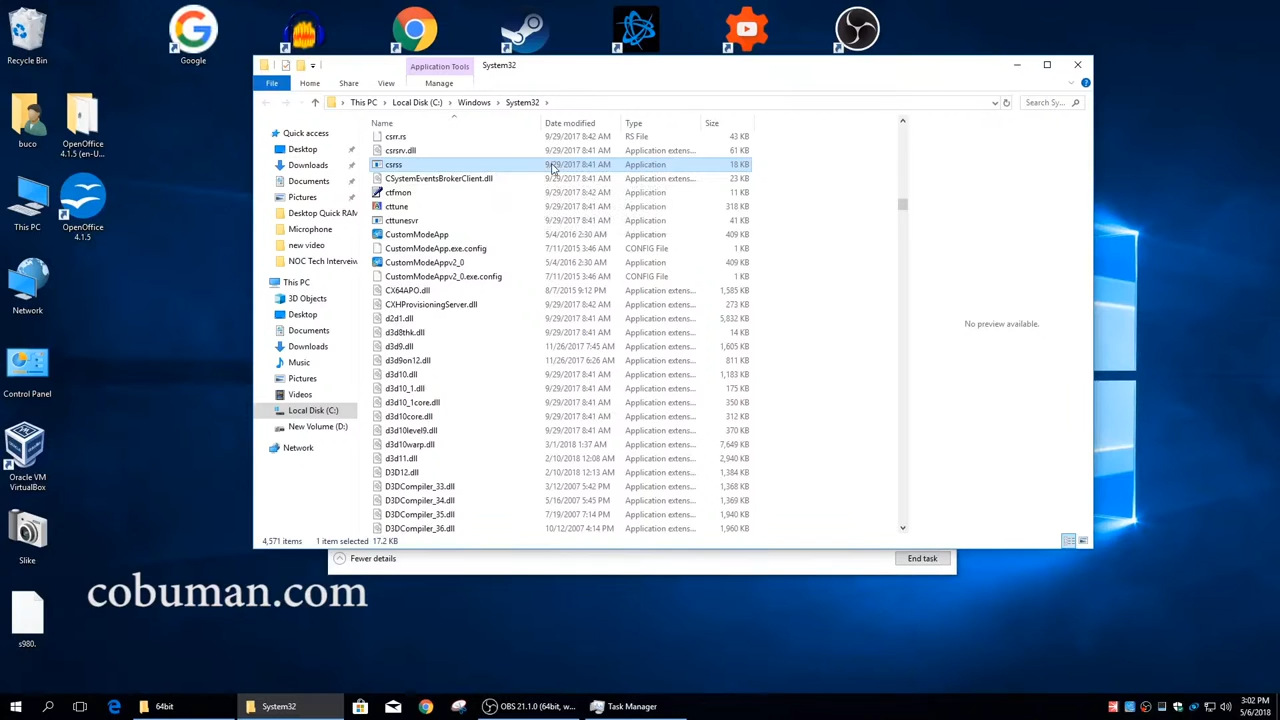 Recycle Bin
Google
buco
OpenOffice
4.1.5 (en-U...
This PC
OpenOffice
4.1.5
Network
Control Panel
Oracle VM
VirtualBox
Slike
s980.
Application Tools
System32
File
Home
Share
View
Manage
This PC
Local Disk (C:)
Windows
System32
Search Sy...
Quick access
Desktop
Downloads
Documents
Pictures
Desktop Quick RAM
Microphone
new video
NOC Tech Interveiw
This PC
3D Objects
Desktop
Documents
Downloads
Music
Pictures
Videos
Local Disk (C:)
New Volume (D:)
Network
Name Date modified Type Size
csrr.rs 9/29/2017 8:42 AM RS File 43 KB
csrsrv.dll 9/29/2017 8:41 AM Application extens... 61 KB
csrss 9/29/2017 8:41 AM Application 18 KB
CSystemEventsBrokerClient.dll 9/29/2017 8:41 AM Application extens... 23 KB
ctfmon 9/29/2017 8:42 AM Application 11 KB
cttune 9/29/2017 8:41 AM Application 318 KB
cttunesvr 9/29/2017 8:41 AM Application 41 KB
CustomModeApp 5/4/2016 2:30 AM Application 409 KB
CustomModeApp.exe.config 7/11/2015 3:46 AM CONFIG File 1 KB
CustomModeAppv2_0 5/4/2016 2:30 AM Application 409 KB
CustomModeAppv2_0.exe.config 7/11/2015 3:46 AM CONFIG File 1 KB
CX64APO.dll 8/7/2015 9:12 PM Application extens... 1,585 KB
CXHProvisioningServer.dll 9/29/2017 8:42 AM Application extens... 273 KB
d2d1.dll 9/29/2017 8:41 AM Application extens... 5,832 KB
d3d8thk.dll 9/29/2017 8:41 AM Application extens... 14 KB
d3d9.dll 11/26/2017 7:45 AM Application extens... 1,605 KB
d3d9on12.dll 11/26/2017 6:26 AM Application extens... 811 KB
d3d10.dll 9/29/2017 8:41 AM Application extens... 1,183 KB
d3d10_1.dll 9/29/2017 8:41 AM Application extens... 175 KB
d3d10_1core.dll 9/29/2017 8:41 AM Application extens... 350 KB
d3d10core.dll 9/29/2017 8:41 AM Application extens... 312 KB
d3d10level9.dll 9/29/2017 8:41 AM Application extens... 370 KB
d3d10warp.dll 3/1/2018 1:37 AM Application extens... 7,649 KB
d3d11.dll 2/10/2018 12:08 AM Application extens... 2,940 KB
D3D12.dll 2/10/2018 12:13 AM Application extens... 1,384 KB
D3DCompiler_33.dll 3/12/2007 5:42 PM Application extens... 1,368 KB
D3DCompiler_34.dll 5/16/2007 5:45 PM Application extens... 1,369 KB
D3DCompiler_35.dll 7/19/2007 7:14 PM Application extens... 1,940 KB
D3DCompiler_36.dll 10/12/2007 4:14 PM Application extens... 1,960 KB
No preview available.
4,571 items 1 item selected 17.2 KB
Fewer details
End task
cobuman.com
64bit
System32
OBS 21.1.0 (64bit, w...
Task Manager
3:02 PM
5/6/2018